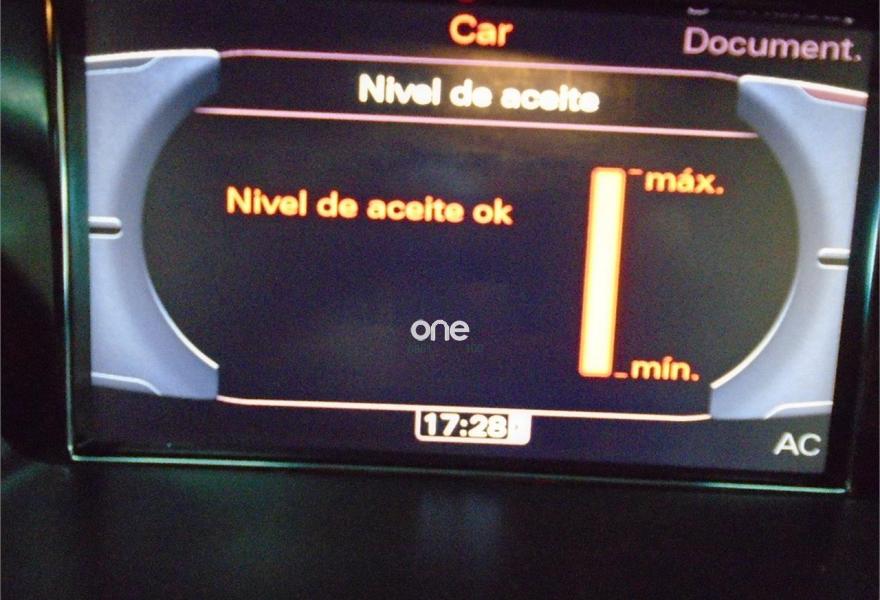 Car
Document.
Nivel de aceite
máx.
Nivel de aceite ok
one
mín.
17:28
AC